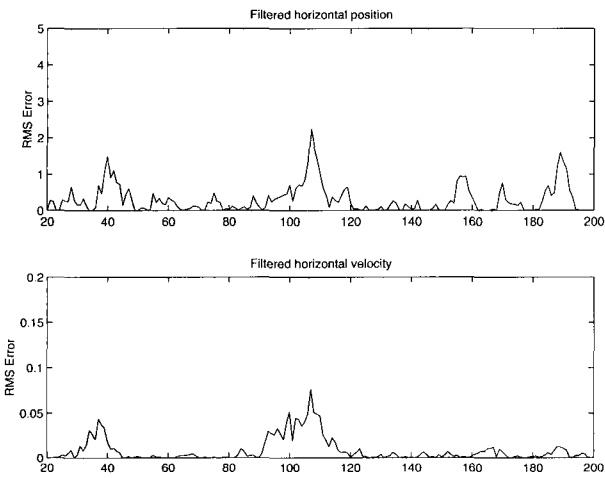 Filtered horizontal position
5
4
3
2
1
0
RMS Error
20 40 60 80 100 120 140 160 180 200
Filtered horizontal velocity
0.2
0.15
0.1
0.05
0
RMS Error
20 40 60 80 100 120 140 160 180 200